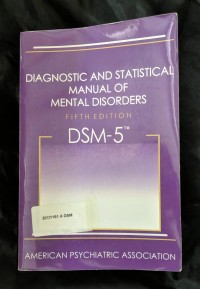 DIAGNOSTIC AND STATISTICAL
MANUAL OF
MENTAL DISORDERS
FIFTH EDITION
DSM-5™
AMERICAN PSYCHIATRIC ASSOCIATION